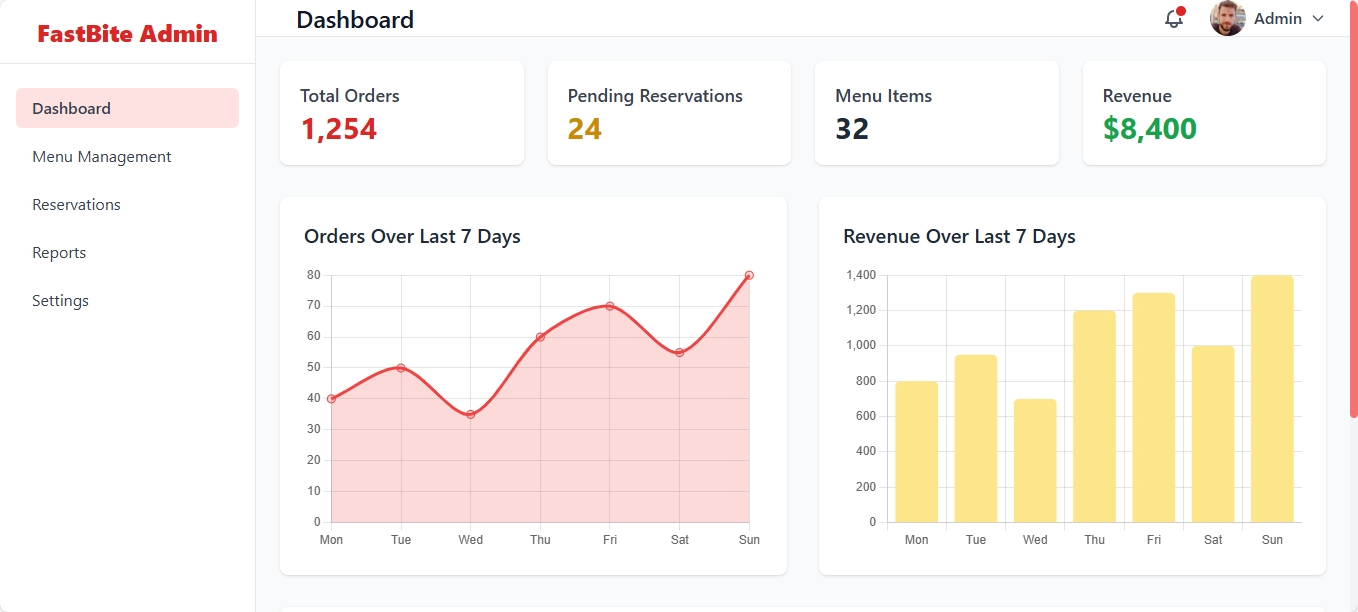 FastBite Admin
Dashboard
Menu Management
Reservations
Reports
Settings
Dashboard
Admin
Total Orders
1,254
Pending Reservations
24
Menu Items
32
Revenue
$8,400
Orders Over Last 7 Days
80
70
60
50
40
30
20
10
0
Mon Tue Wed Thu Fri Sat Sun
Revenue Over Last 7 Days
1,400
1,200
1,000
800
600
400
200
0
Mon Tue Wed Thu Fri Sat Sun